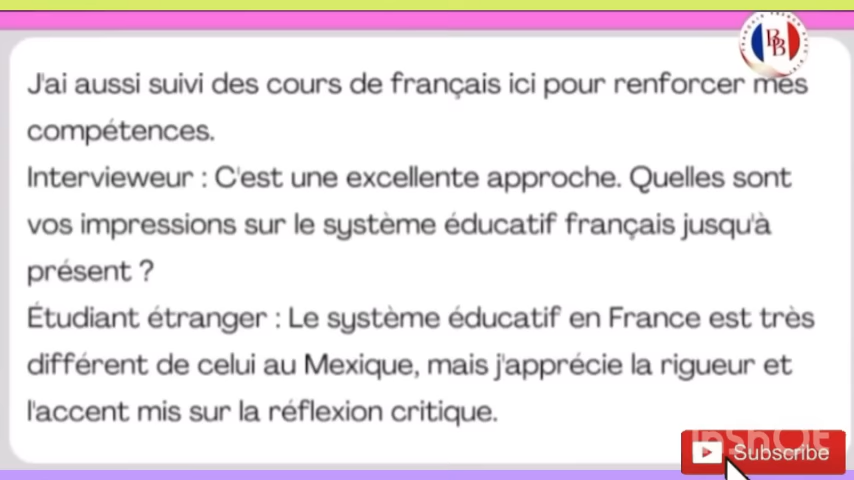 J'ai aussi suivi des cours de français ici pour renforcer mes
compétences.
Intervieweur : C'est une excellente approche. Quelles sont
vos impressions sur le système éducatif français jusqu'à
présent ?
Étudiant étranger : Le système éducatif en France est très
différent de celui au Mexique, mais j'apprécie la rigueur et
l'accent mis sur la réflexion critique.
InShOt
Subscribe